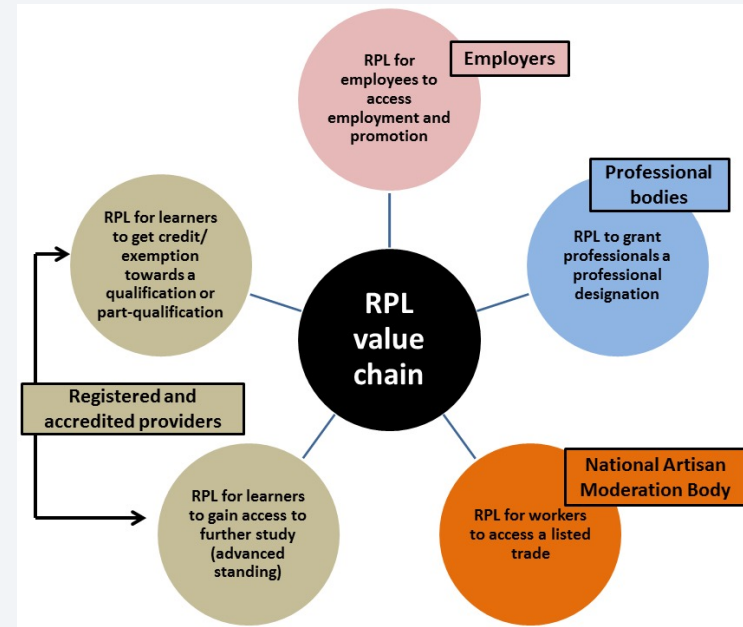 RPL for
employees to
access
employment and
promotion
Employers
Professional
bodies
RPL to grant
professionals a
professional
designation
RPL for learners
to get credit/
exemption
towards a
qualification or
part-qualification
RPL
value
chain
Registered and
accredited providers
RPL for learners
to gain access to
further study
(advanced
standing)
National Artisan
Moderation Body
RPL for workers
to access a listed
trade